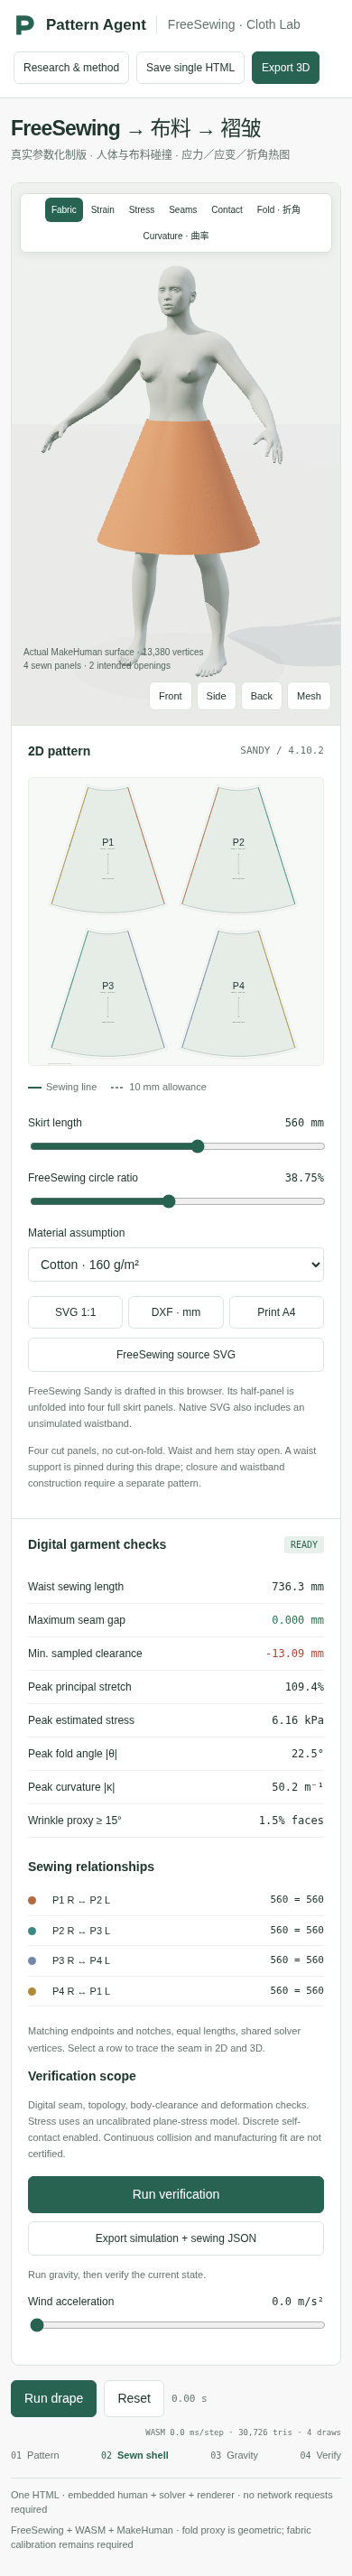 Pattern Agent
FreeSewing · Cloth Lab
Research & method
Save single HTML
Export 3D
FreeSewing → 布料 → 褶皱
真实参数化制版 · 人体与布料碰撞 · 应力／应变／折角热图
Fabric
Strain
Stress
Seams
Contact
Fold · 折角
Curvature · 曲率
Actual MakeHuman surface · 13,380 vertices
4 sewn panels · 2 intended openings
Front
Side
Back
Mesh
2D pattern
SANDY / 4.10.2
P1
P2
P3
P4
Sewing line
10 mm allowance
Skirt length
560 mm
FreeSewing circle ratio
38.75%
Material assumption
Cotton · 160 g/m²
SVG 1:1
DXF · mm
Print A4
FreeSewing source SVG
FreeSewing Sandy is drafted in this browser. Its half-panel is
unfolded into four full skirt panels. Native SVG also includes an
unsimulated waistband.
Four cut panels, no cut-on-fold. Waist and hem stay open. A waist
support is pinned during this drape; closure and waistband
construction require a separate pattern.
Digital garment checks
READY
Waist sewing length
736.3 mm
Maximum seam gap
0.000 mm
Min. sampled clearance
-13.09 mm
Peak principal stretch
109.4%
Peak estimated stress
6.16 kPa
Peak fold angle |θ|
22.5°
Peak curvature |κ|
50.2 m⁻¹
Wrinkle proxy ≥ 15°
1.5% faces
Sewing relationships
P1 R ↔ P2 L
560 = 560
P2 R ↔ P3 L
560 = 560
P3 R ↔ P4 L
560 = 560
P4 R ↔ P1 L
560 = 560
Matching endpoints and notches, equal lengths, shared solver
vertices. Select a row to trace the seam in 2D and 3D.
Verification scope
Digital seam, topology, body-clearance and deformation checks.
Stress uses an uncalibrated plane-stress model. Discrete self-
contact enabled. Continuous collision and manufacturing fit are not
certified.
Run verification
Export simulation + sewing JSON
Run gravity, then verify the current state.
Wind acceleration
0.0 m/s²
Run drape
Reset
0.00 s
WASM 0.0 ms/step · 30,726 tris · 4 draws
01 Pattern
02 Sewn shell
03 Gravity
04 Verify
One HTML · embedded human + solver + renderer · no network requests
required
FreeSewing + WASM + MakeHuman · fold proxy is geometric; fabric
calibration remains required